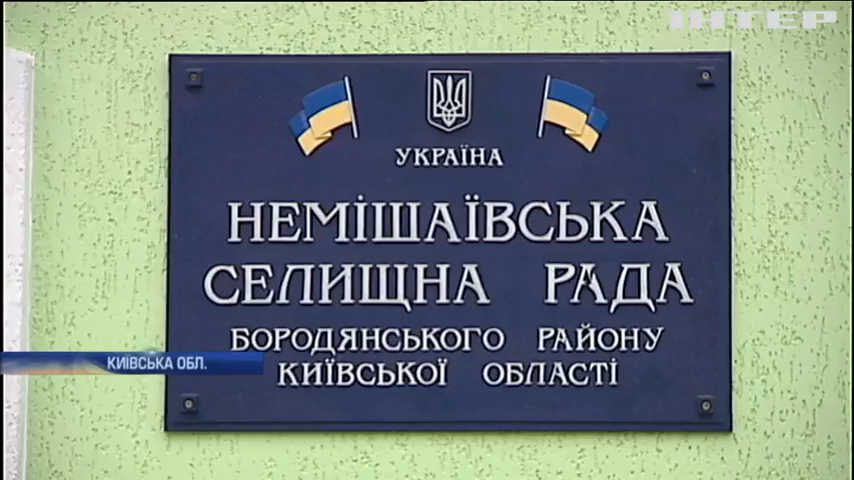 ІНТЕР
УКРАЇНА
НЕМІШАЇВСЬКА
СЕЛИЩНА РАДА
БОРОДЯНСЬКОГО РАЙОНУ
КИЇВСЬКА ОБЛ.
КИЇВСЬКОЇ ОБЛАСТІ